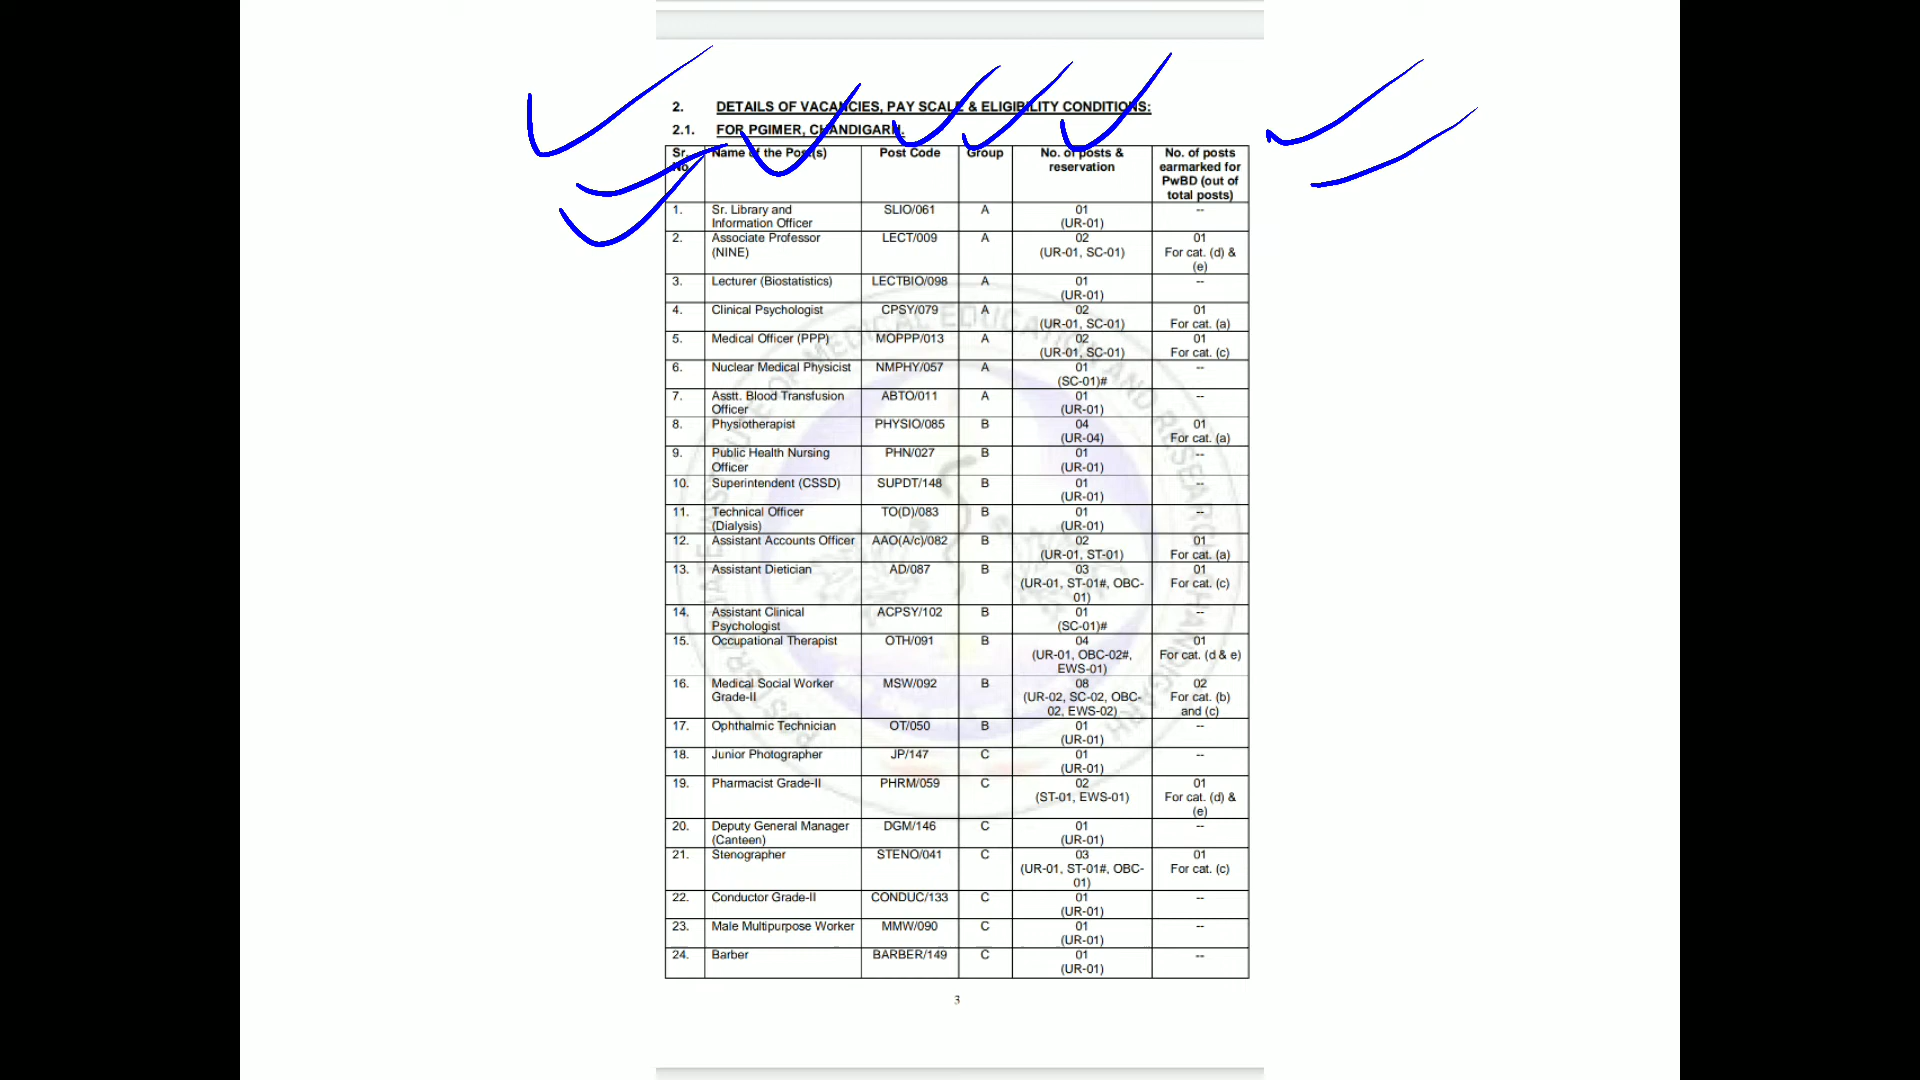 2. DETAILS OF VACANCIES, PAY SCALE & ELIGIBILITY CONDITIONS:
2.1. FOR PGIMER, CHANDIGARH.
Sr. No. Name of the Post(s) Post Code Group No. of posts & reservation No. of posts earmarked for PwBD (out of total posts)
1. Sr. Library and Information Officer SLIO/061 A 01 (UR-01) --
2. Associate Professor (NINE) LECT/009 A 02 (UR-01, SC-01) 01 For cat. (d) & (e)
3. Lecturer (Biostatistics) LECTBIO/098 A 01 (UR-01) --
4. Clinical Psychologist CPSY/079 A 02 (UR-01, SC-01) 01 For cat. (a)
5. Medical Officer (PPP) MOPPP/013 A 02 (UR-01, SC-01) 01 For cat. (c)
6. Nuclear Medical Physicist NMPHY/057 A 01 (SC-01)# --
7. Asstt. Blood Transfusion Officer ABTO/011 A 01 (UR-01) --
8. Physiotherapist PHYSIO/085 B 04 (UR-04) 01 For cat. (a)
9. Public Health Nursing Officer PHN/027 B 01 (UR-01) --
10. Superintendent (CSSD) SUPDT/148 B 01 (UR-01) --
11. Technical Officer (Dialysis) TO(D)/083 B 01 (UR-01) --
12. Assistant Accounts Officer AAO(A/c)/082 B 02 (UR-01, ST-01) 01 For cat. (a)
13. Assistant Dietician AD/087 B 03 (UR-01, ST-01#, OBC-01) 01 For cat. (c)
14. Assistant Clinical Psychologist ACPSY/102 B 01 (SC-01)# --
15. Occupational Therapist OTH/091 B 04 (UR-01, OBC-02#, EWS-01) 01 For cat. (d & e)
16. Medical Social Worker Grade-II MSW/092 B 08 (UR-02, SC-02, OBC-02, EWS-02) 02 For cat. (b) and (c)
17. Ophthalmic Technician OT/050 B 01 (UR-01) --
18. Junior Photographer JP/147 C 01 (UR-01) --
19. Pharmacist Grade-II PHRM/059 C 02 (ST-01, EWS-01) 01 For cat. (d) & (e)
20. Deputy General Manager (Canteen) DGM/146 C 01 (UR-01) --
21. Stenographer STENO/041 C 03 (UR-01, ST-01#, OBC-01) 01 For cat. (c)
22. Conductor Grade-II CONDUC/133 C 01 (UR-01) --
23. Male Multipurpose Worker MMW/090 C 01 (UR-01) --
24. Barber BARBER/149 C 01 (UR-01) --
3